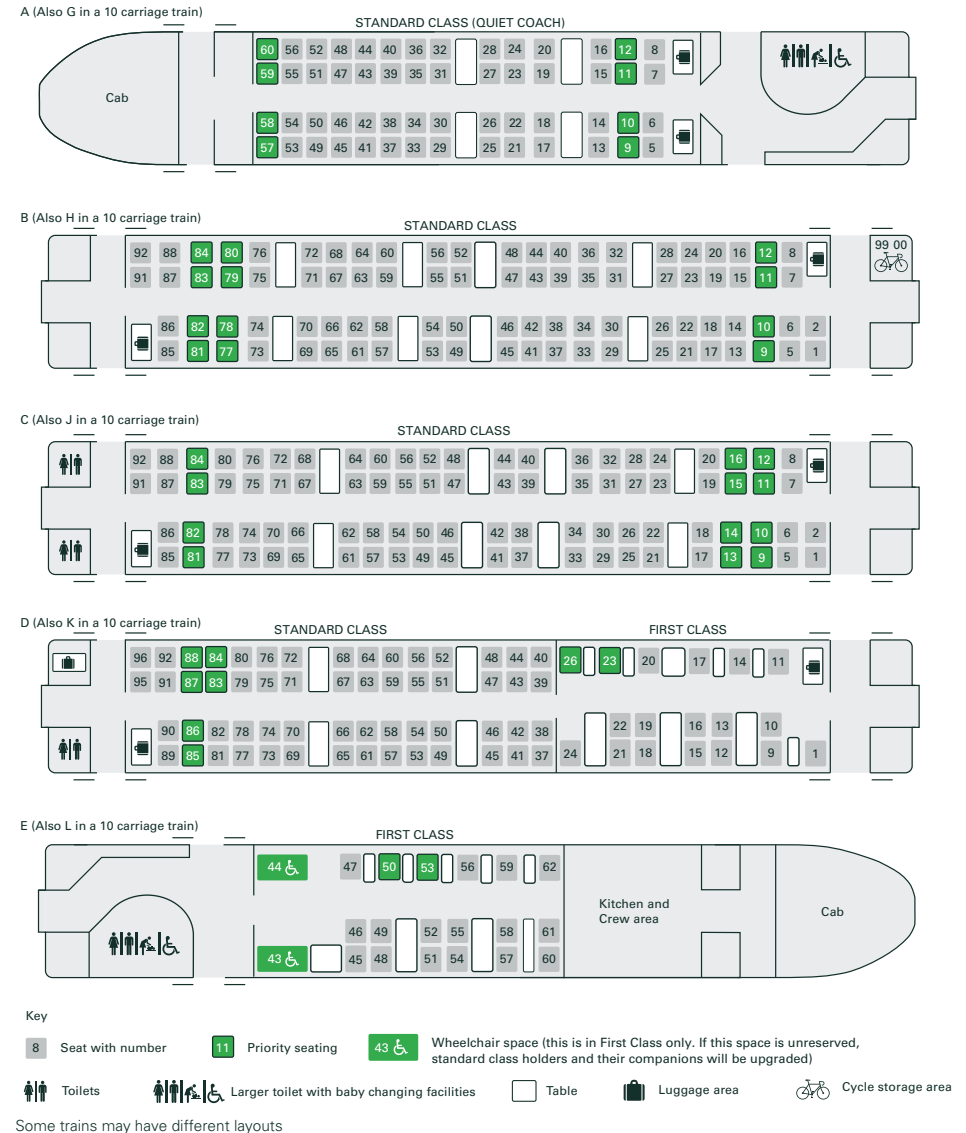 A (Also G in a 10 carriage train)
STANDARD CLASS (QUIET COACH)
60 56 52 48 44 40 36 32 28 24 20 16 12 8
59 55 51 47 43 39 35 31 27 23 19 15 11 7
Cab
58 54 50 46 42 38 34 30 26 22 18 14 10 6
57 53 49 45 41 37 33 29 25 21 17 13 9 5
B (Also H in a 10 carriage train)
STANDARD CLASS
92 88 84 80 76 72 68 64 60 56 52 48 44 40 36 32 28 24 20 16 12 8 99 00
91 87 83 79 75 71 67 63 59 55 51 47 43 39 35 31 27 23 19 15 11 7
86 82 78 74 70 66 62 58 54 50 46 42 38 34 30 26 22 18 14 10 6 2
85 81 77 73 69 65 61 57 53 49 45 41 37 33 29 25 21 17 13 9 5 1
C (Also J in a 10 carriage train)
STANDARD CLASS
92 88 84 80 76 72 68 64 60 56 52 48 44 40 36 32 28 24 20 16 12 8
91 87 83 79 75 71 67 63 59 55 51 47 43 39 35 31 27 23 19 15 11 7
86 82 78 74 70 66 62 58 54 50 46 42 38 34 30 26 22 18 14 10 6 2
85 81 77 73 69 65 61 57 53 49 45 41 37 33 29 25 21 17 13 9 5 1
D (Also K in a 10 carriage train)
STANDARD CLASS FIRST CLASS
96 92 88 84 80 76 72 68 64 60 56 52 48 44 40 26 23 20 17 14 11
95 91 87 83 79 75 71 67 63 59 55 51 47 43 39
90 86 82 78 74 70 66 62 58 54 50 46 42 38 22 19 16 13 10
89 85 81 77 73 69 65 61 57 53 49 45 41 37 24 21 18 15 12 9 1
E (Also L in a 10 carriage train)
FIRST CLASS
44 47 50 53 56 59 62
Kitchen and
Crew area
Cab
46 49 52 55 58 61
43 45 48 51 54 57 60
Key
8 Seat with number
11 Priority seating
43 Wheelchair space (this is in First Class only. If this space is unreserved,
standard class holders and their companions will be upgraded)
Toilets
Larger toilet with baby changing facilities
Table
Luggage area
Cycle storage area
Some trains may have different layouts